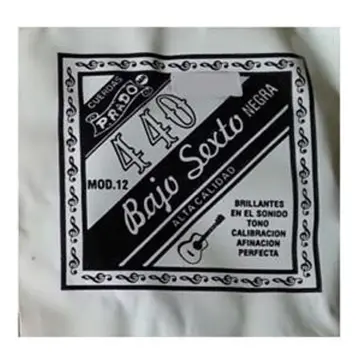 CUERDAS
PRADO
440
MOD.12
Bajo Sexto
NEGRA
ALTA CALIDAD
BRILLANTES
EN EL SONIDO
TONO
CALIBRACION
AFINACION
PERFECTA